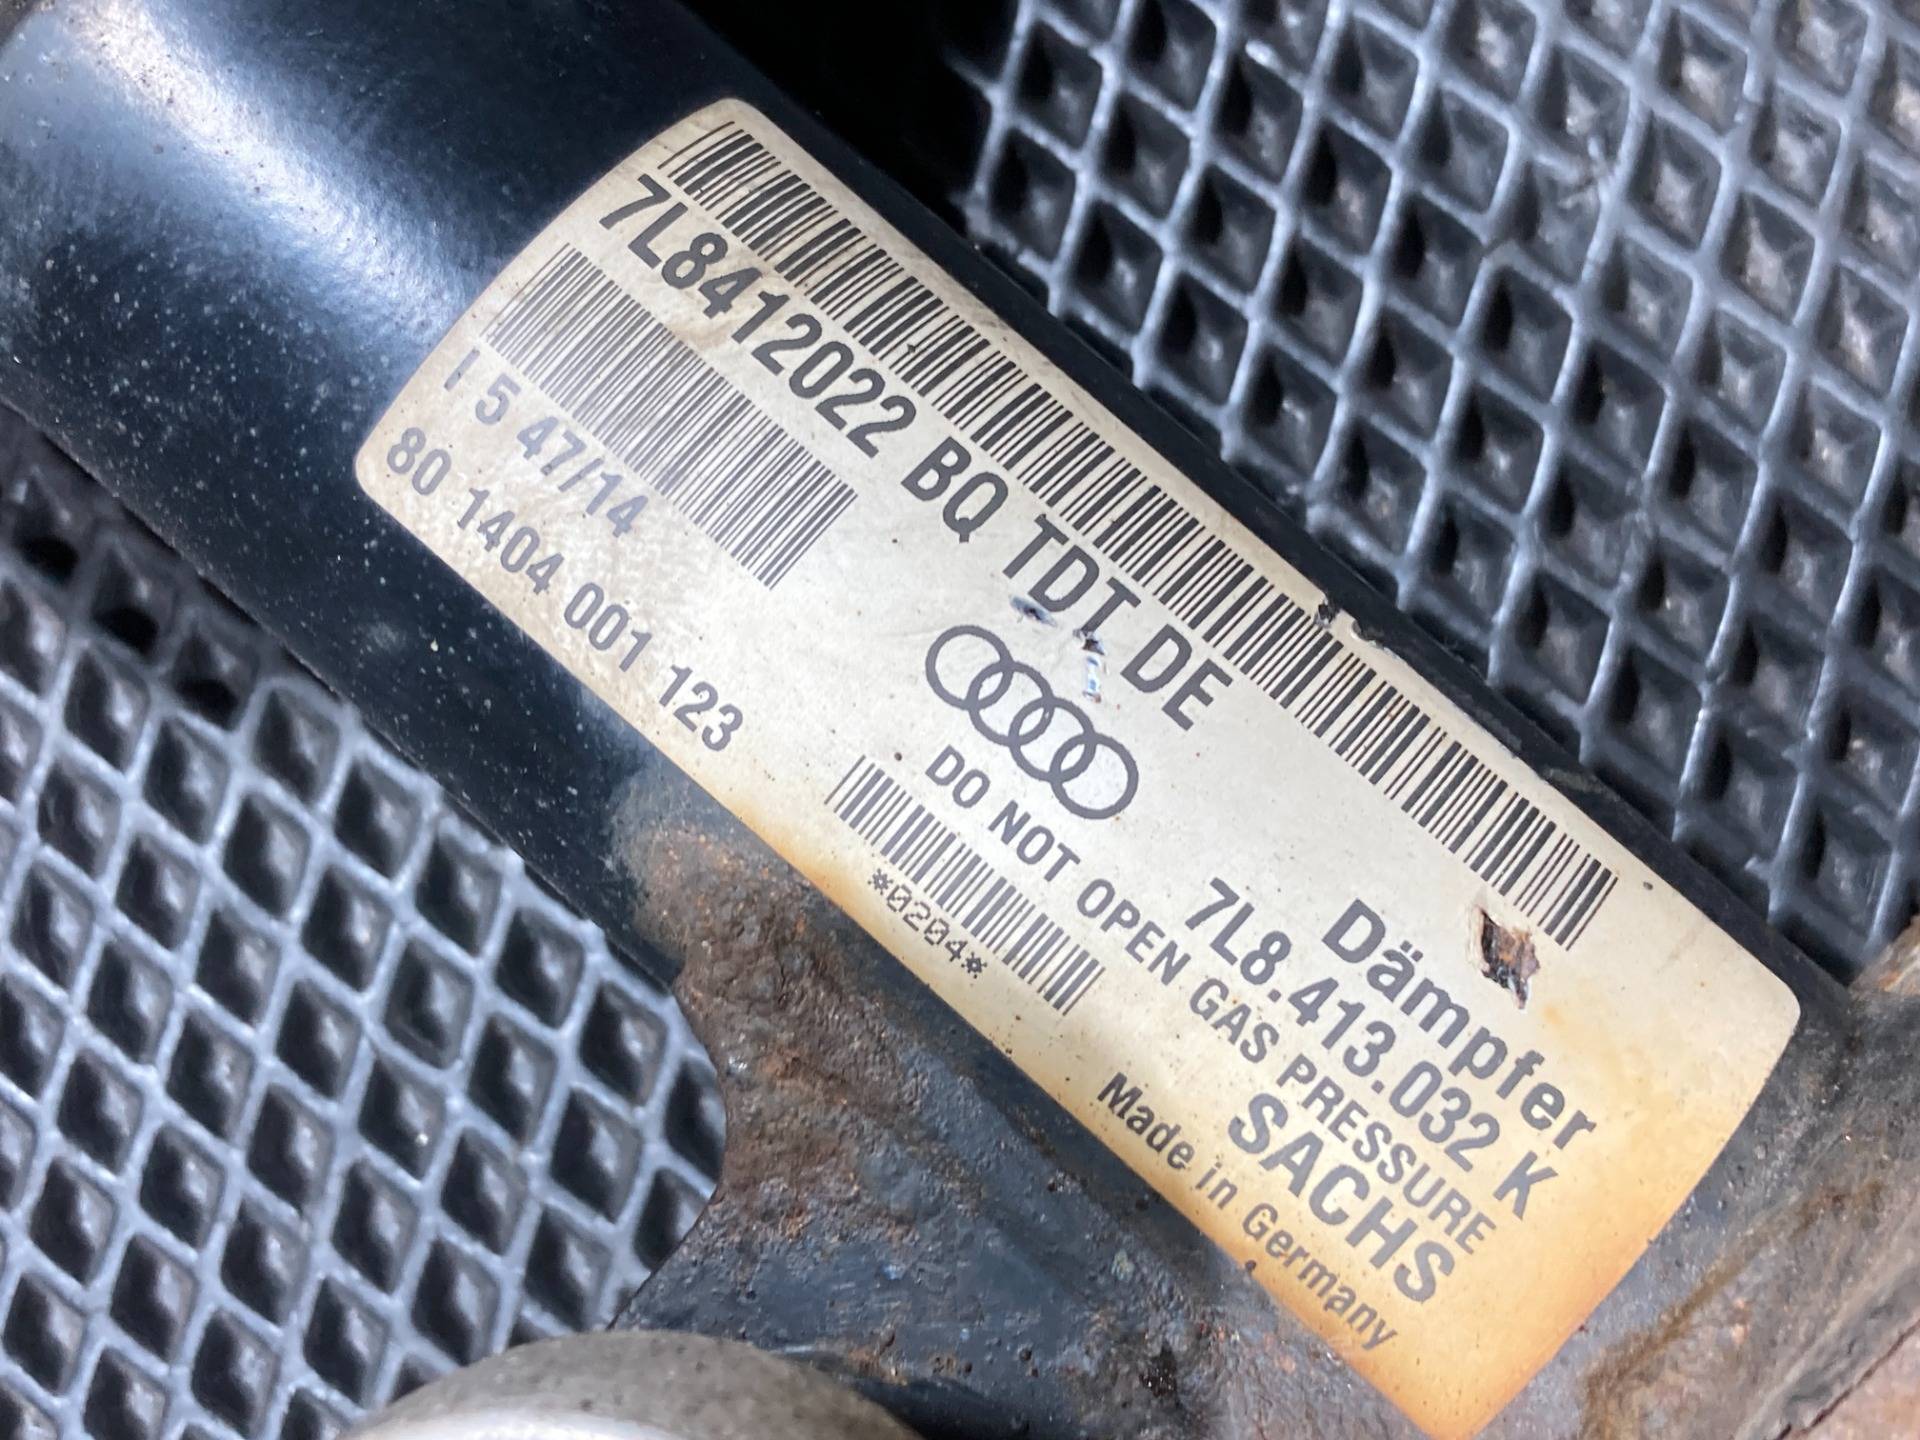 7L8412022 BQ TDT DE
I 5 47/14
80 1404 001 123
Dämpfer
7L8.413.032 K
DO NOT OPEN GAS PRESSURE
SACHS
*0204*
Made in Germany